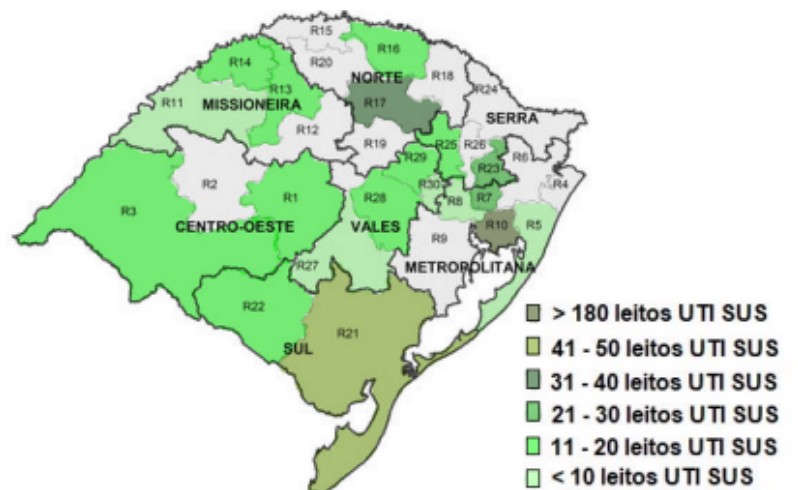 R15
R16
R14
R20
NORTE
R18
R13
R24
R11
MISSIONEIRA
R17
SERRA
R12
R26
R19
R25
R6
R29
R23
R2
R30
R4
R1
R28
R8
R7
R3
CENTRO-OESTE
VALES
R10
R5
R9
R27
METROPOLITANA
R22
R21
SUL
> 180 leitos UTI SUS
41 - 50 leitos UTI SUS
31 - 40 leitos UTI SUS
21 - 30 leitos UTI SUS
11 - 20 leitos UTI SUS
< 10 leitos UTI SUS